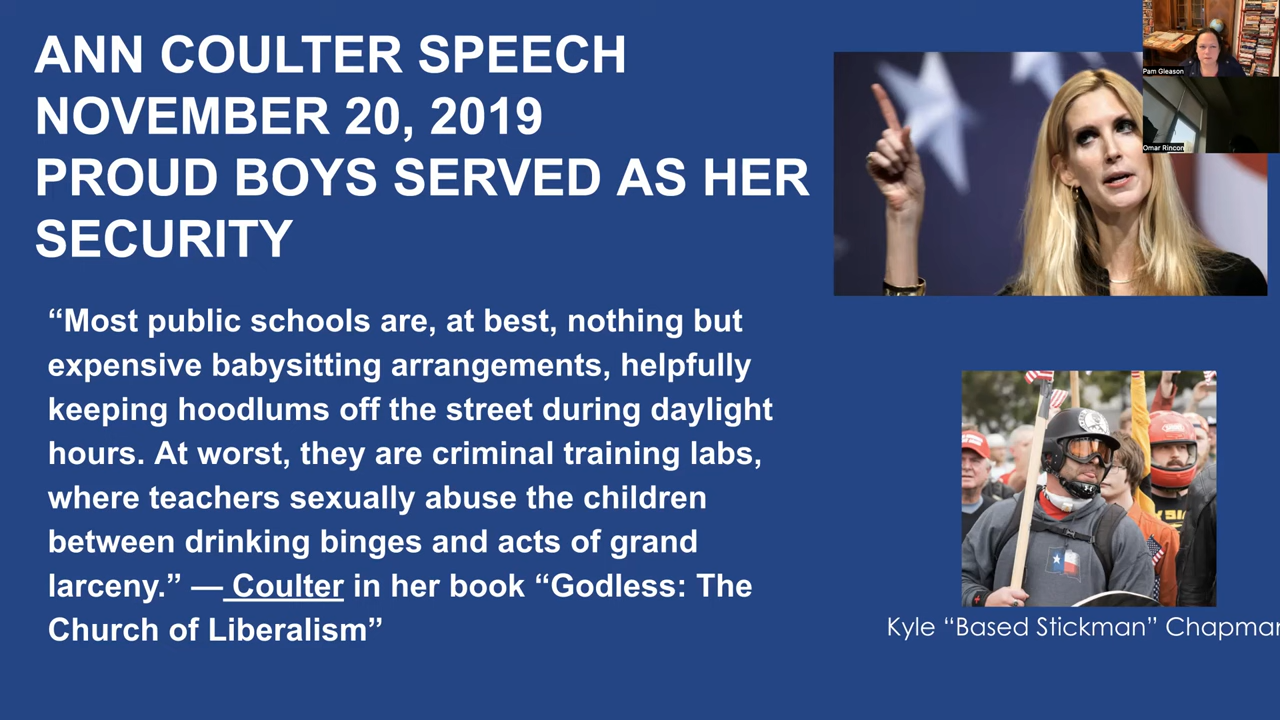 ANN COULTER SPEECH
NOVEMBER 20, 2019
PROUD BOYS SERVED AS HER
SECURITY
“Most public schools are, at best, nothing but
expensive babysitting arrangements, helpfully
keeping hoodlums off the street during daylight
hours. At worst, they are criminal training labs,
where teachers sexually abuse the children
between drinking binges and acts of grand
larceny.” — Coulter in her book “Godless: The
Church of Liberalism”
Pam Gleason
Omar Rincon
Kyle “Based Stickman” Chapman